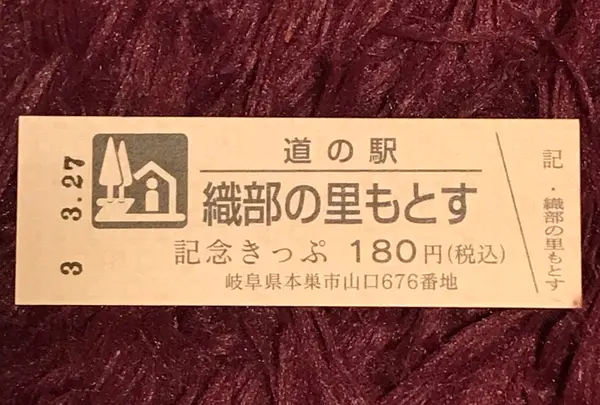 3 3.27
道の駅
織部の里もとす
記念きっぷ 180円(税込)
岐阜県本巣市山口676番地
記・織部の里もとす